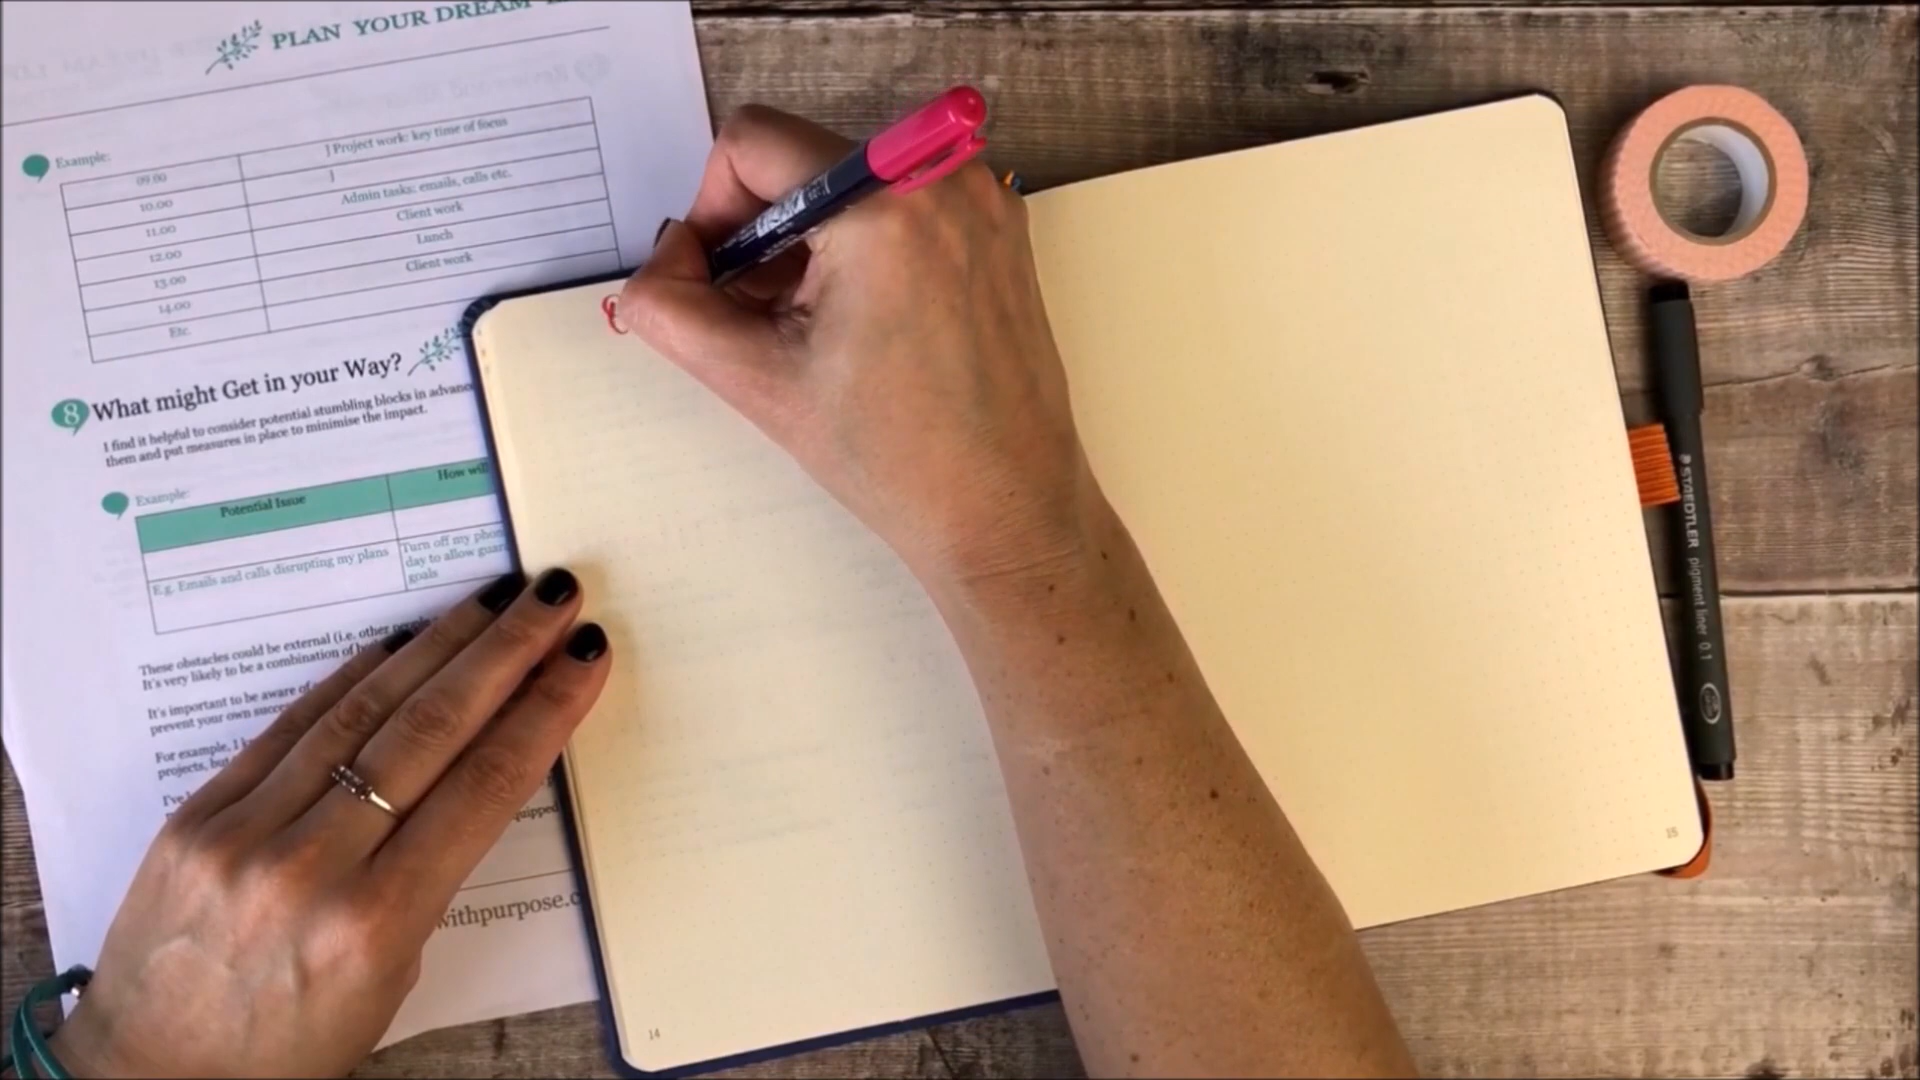 PLAN YOUR DREAM
Example:
09.00 ] Project work: key time of focus
10.00 ]
11.00 Admin tasks: emails, calls etc.
12.00 Client work
13.00 Lunch
14.00 Client work
Etc.
8 What might Get in your Way?
I find it helpful to consider potential stumbling blocks in
them and put measures in place to minimise the impact.
Example:
Potential Issue How will
E.g. Emails and calls disrupting my plans Turn off my
day to allow
goals
These obstacles could be external (i.e. other people
It's very likely to be a combination of
It's important to be aware of
prevent your own
For example, I
projects, but
I've
withpurpose.c
14
15
STAEDTLER pigment liner 0.1